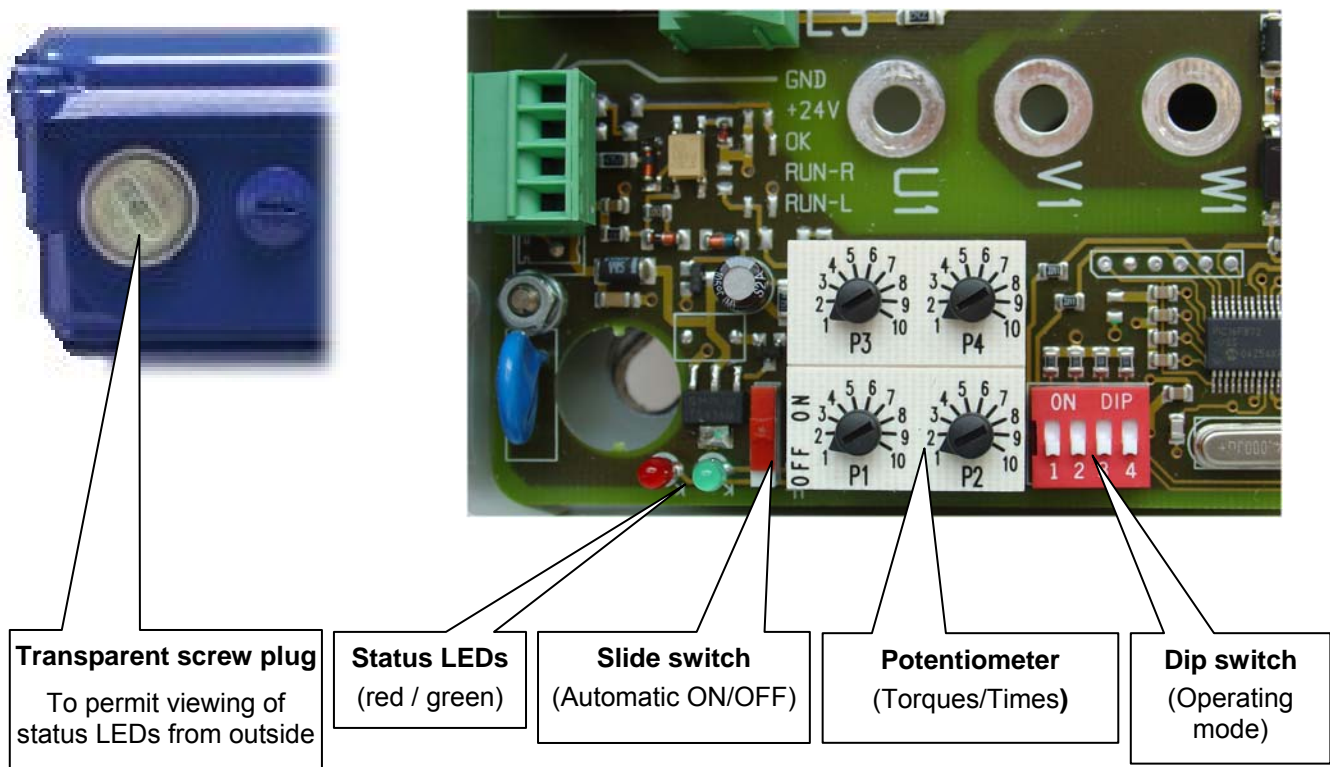 L3
GND
+24V
OK
RUN-R
RUN-L
U1
V1
W1
1 2 3 4 5 6 7 8 9 10
P3
1 2 3 4 5 6 7 8 9 10
P4
1 2 3 4 5 6 7 8 9 10
P1
1 2 3 4 5 6 7 8 9 10
P2
OFF ON
ON DIP
1 2 3 4
Transparent screw plug
To permit viewing of
status LEDs from outside
Status LEDs
(red / green)
Slide switch
(Automatic ON/OFF)
Potentiometer
(Torques/Times)
Dip switch
(Operating
mode)